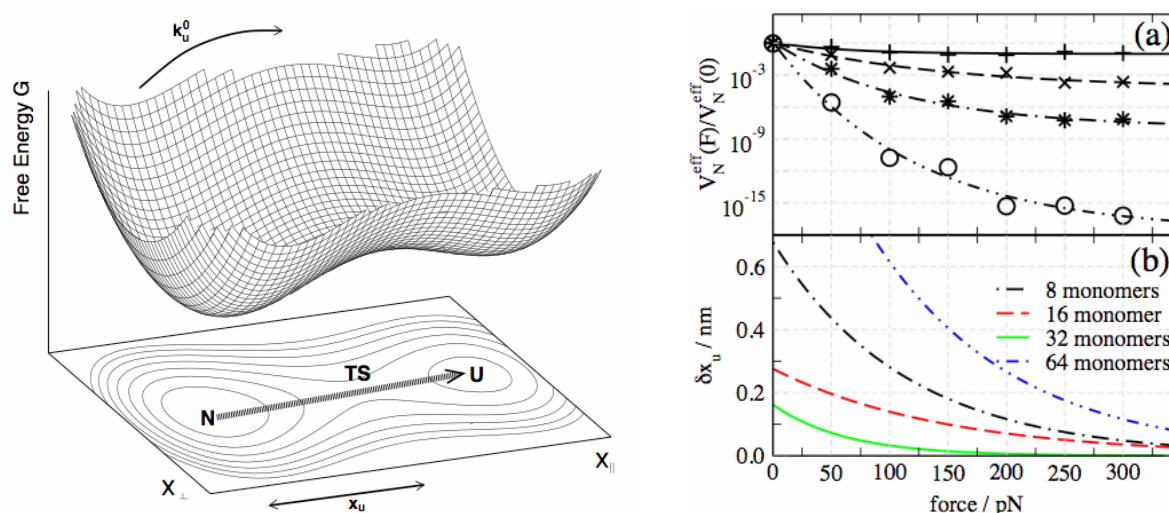 k_u^0
Free Energy G
N
TS
U
X_⊥
X_||
x_u
(a)
V_N^eff(F)/V_N^eff(0)
10^-3
10^-9
10^-15
(b)
δx_u / nm
0.6
0.4
0.2
0.0
8 monomers
16 monomer
32 monomers
64 monomers
0 50 100 150 200 250 300
force / pN